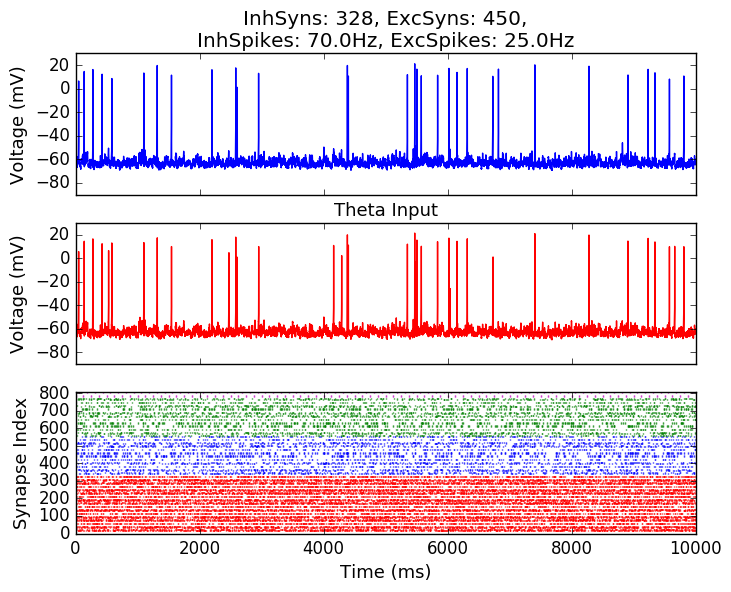 InhSyns: 328, ExcSyns: 450,
InhSpikes: 70.0Hz, ExcSpikes: 25.0Hz
20
0
−20
−40
−60
−80
Voltage (mV)
Theta Input
20
0
−20
−40
−60
−80
Voltage (mV)
800
700
600
500
400
300
200
100
0
Synapse Index
0 2000 4000 6000 8000 10000
Time (ms)